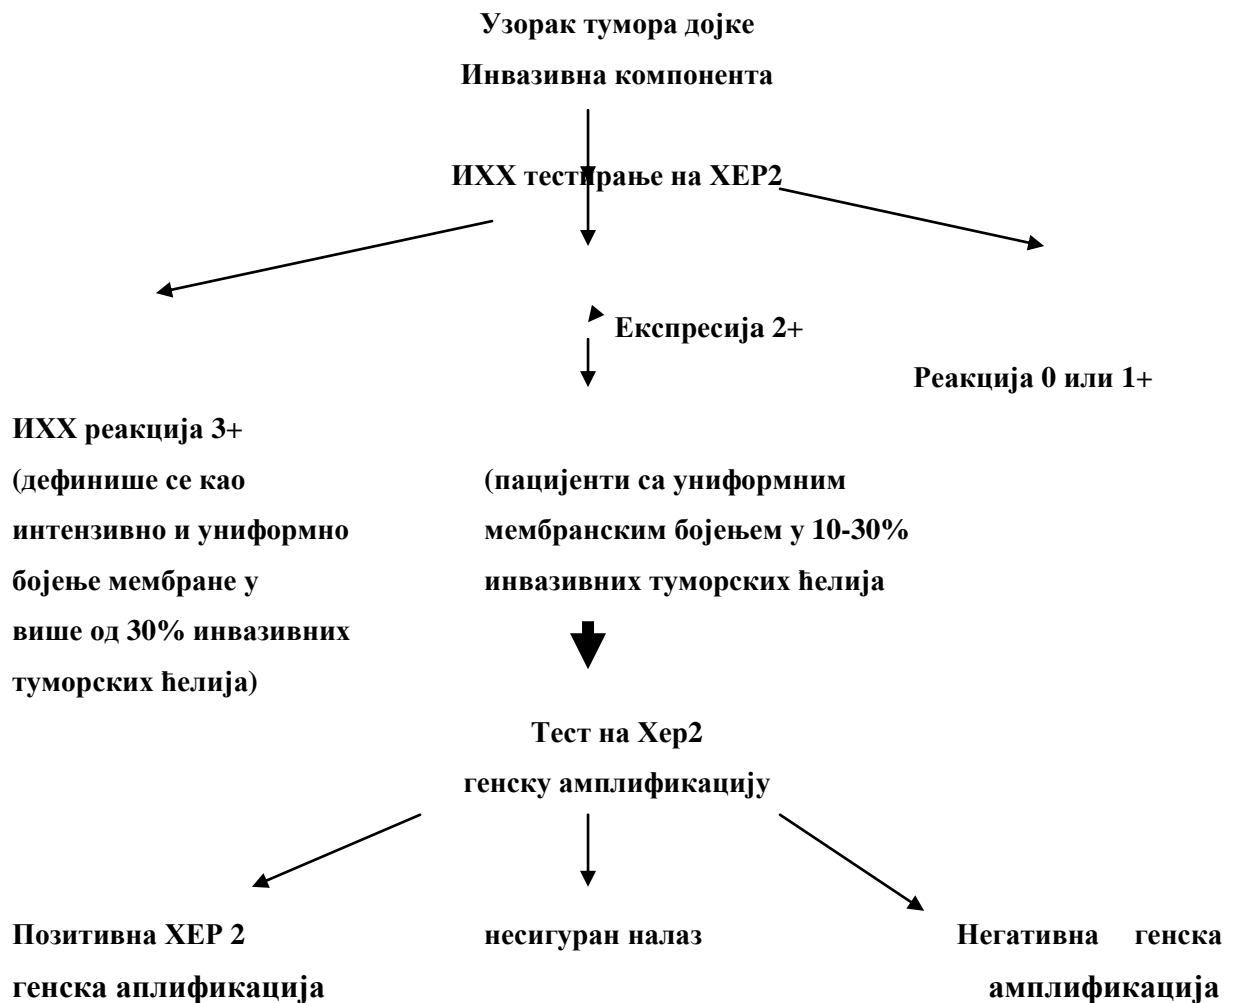 Узорак тумора дојке
Инвазивна компонента
ИХХ тестирање на ХЕР2
Експресија 2+
Реакција 0 или 1+
ИХХ реакција 3+
(дефинише се као
интензивно и униформно
бојење мембране у
више од 30% инвазивних
туморских ћелија)
(пацијенти са униформним
мембранским бојењем у 10-30%
инвазивних туморских ћелија
Тест на Хер2
генску амплификацију
Позитивна ХЕР 2
генска аплификација
несигуран налаз
Негативна генска
амплификација